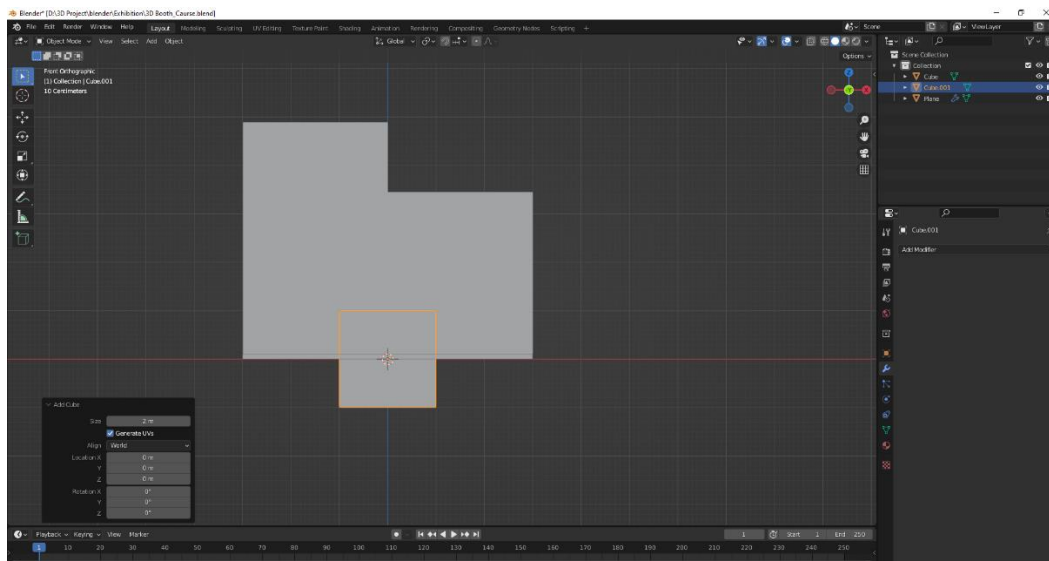 Blender* [D:\3D Project\blender\Exhibition\3D Booth_Caurse.blend]
File Edit Render Window Help Layout Modeling Sculpting UV Editing Texture Paint Shading Animation Rendering Compositing Geometry Nodes Scripting + Scene ViewLayer
Object Mode View Select Add Object Global
Options
Front Orthographic
(1) Collection | Cube.001
10 Centimeters
Z
X
Scene Collection
Collection
Cube
Cube.001
Plane
Cube.001
Add Modifier
Add Cube
Size 2 m
Generate UVs
Align World
Location X 0 m
Y 0 m
Z 0 m
Rotation X 0°
Y 0°
Z 0°
Playback Keying View Marker 1 Start 1 End 250
1 10 20 30 40 50 60 70 80 90 100 110 120 130 140 150 160 170 180 190 200 210 220 230 240 250